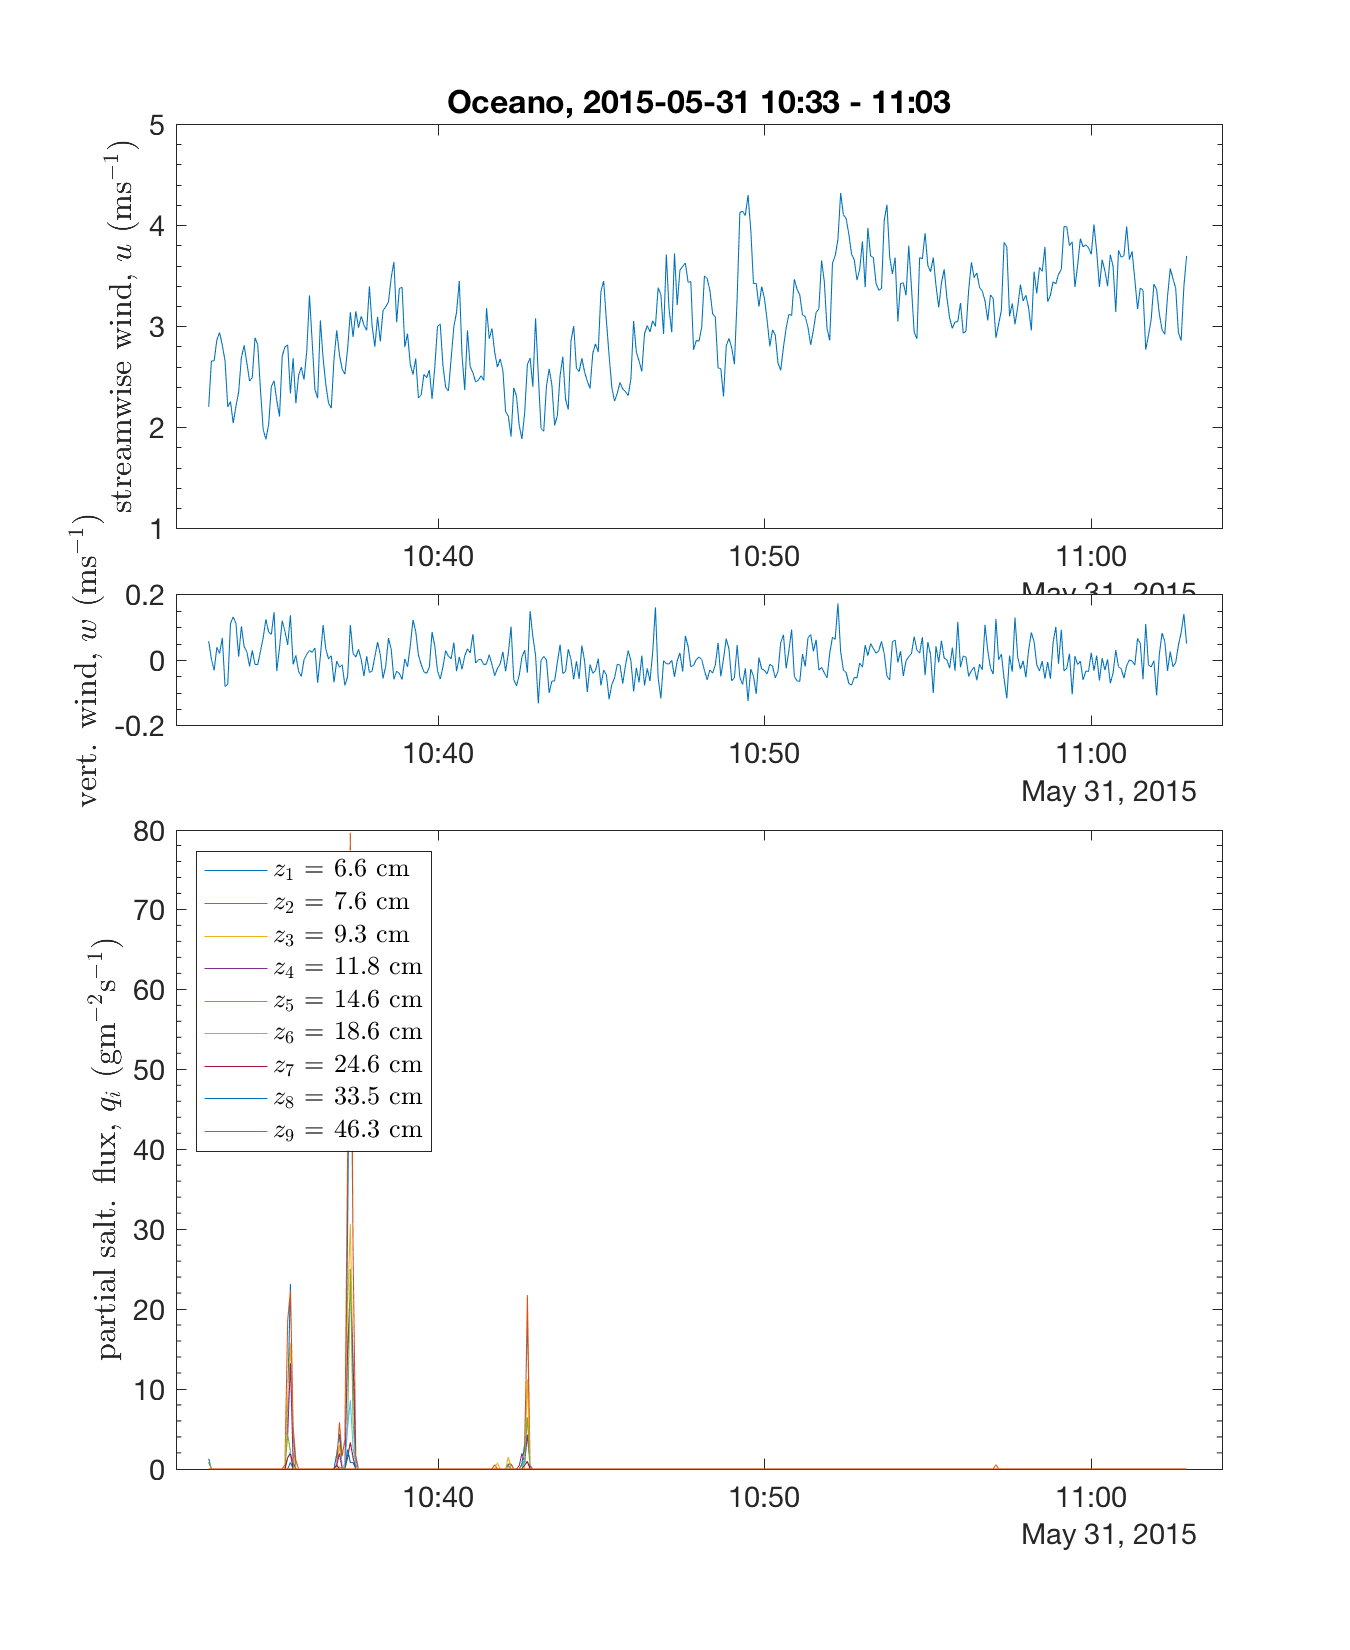 Oceano, 2015-05-31 10:33 - 11:03
streamwise wind, u (ms⁻¹)
5
4
3
2
1
10:40 10:50 11:00
May 31, 2015
vert. wind, w (ms⁻¹)
0.2
0
-0.2
10:40 10:50 11:00
May 31, 2015
partial salt. flux, qᵢ (gm⁻²s⁻¹)
80
70
60
50
40
30
20
10
0
z₁ = 6.6 cm
z₂ = 7.6 cm
z₃ = 9.3 cm
z₄ = 11.8 cm
z₅ = 14.6 cm
z₆ = 18.6 cm
z₇ = 24.6 cm
z₈ = 33.5 cm
z₉ = 46.3 cm
10:40 10:50 11:00
May 31, 2015